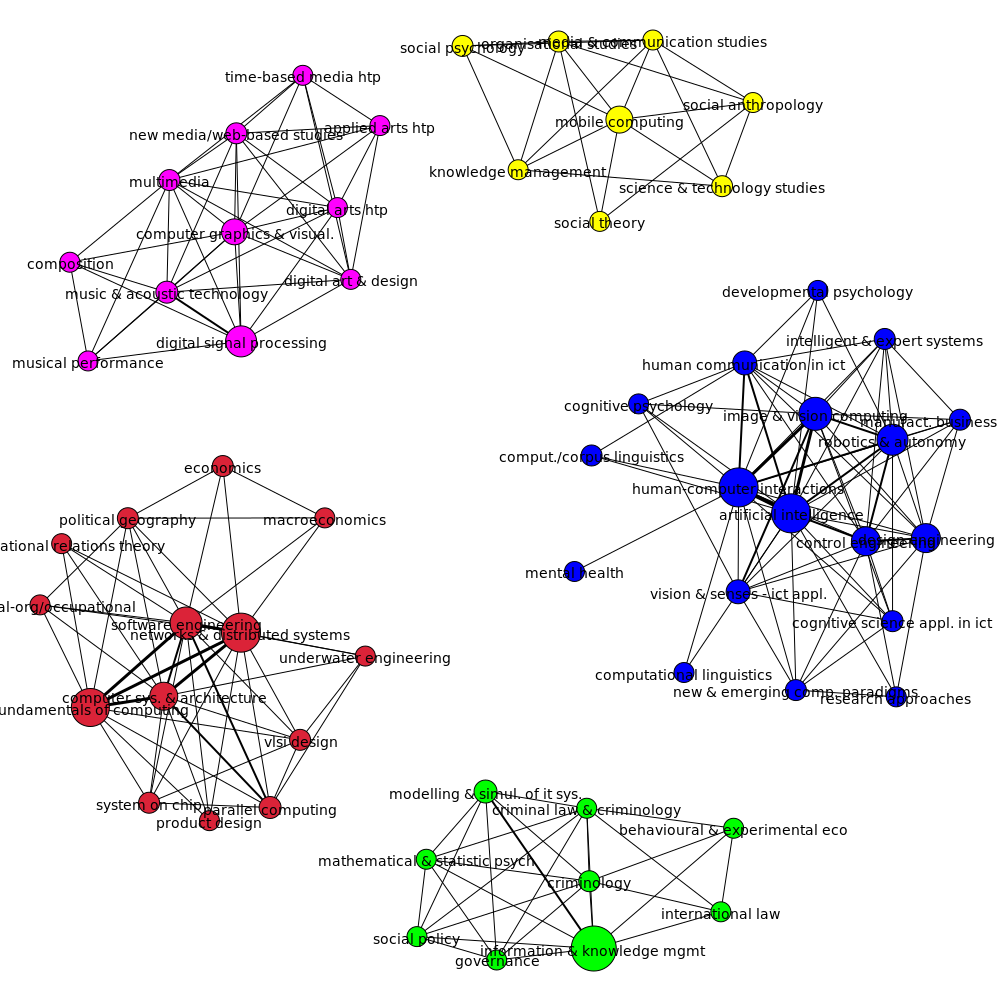 social psychology
organisational studies
media & communication studies
time-based media htp
social anthropology
mobile computing
applied arts htp
new media/web-based studies
knowledge management
multimedia
science & technology studies
digital arts htp
social theory
computer graphics & visual.
composition
digital art & design
music & acoustic technology
developmental psychology
digital signal processing
intelligent & expert systems
musical performance
human communication in ict
cognitive psychology
image & vision computing
manufact. business
robotics & autonomy
comput./corpus linguistics
economics
human-computer interactions
artificial intelligence
political geography
macroeconomics
control engineering
design engineering
ational relations theory
mental health
vision & senses - ict appl.
al-org/occupational
cognitive science appl. in ict
software engineering
networks & distributed systems
underwater engineering
computational linguistics
new & emerging comp. paradigms
research approaches
computer sys. & architecture
undamentals of computing
vlsi design
modelling & simul. of it sys.
system on chip
parallel computing
criminal law & criminology
product design
behavioural & experimental eco
mathematical & statistic psych
criminology
international law
social policy
information & knowledge mgmt
governance